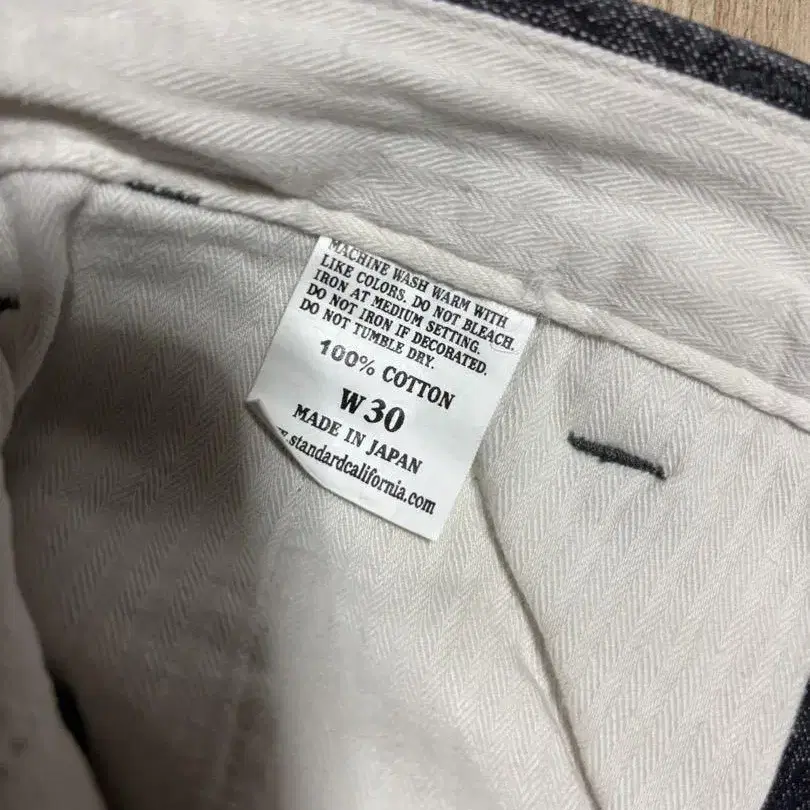 MACHINE WASH WARM WITH
LIKE COLORS. DO NOT BLEACH.
IRON AT MEDIUM SETTING.
DO NOT IRON IF DECORATED.
DO NOT TUMBLE DRY.
100% COTTON
W30
MADE IN JAPAN
.standardcalifornia.com